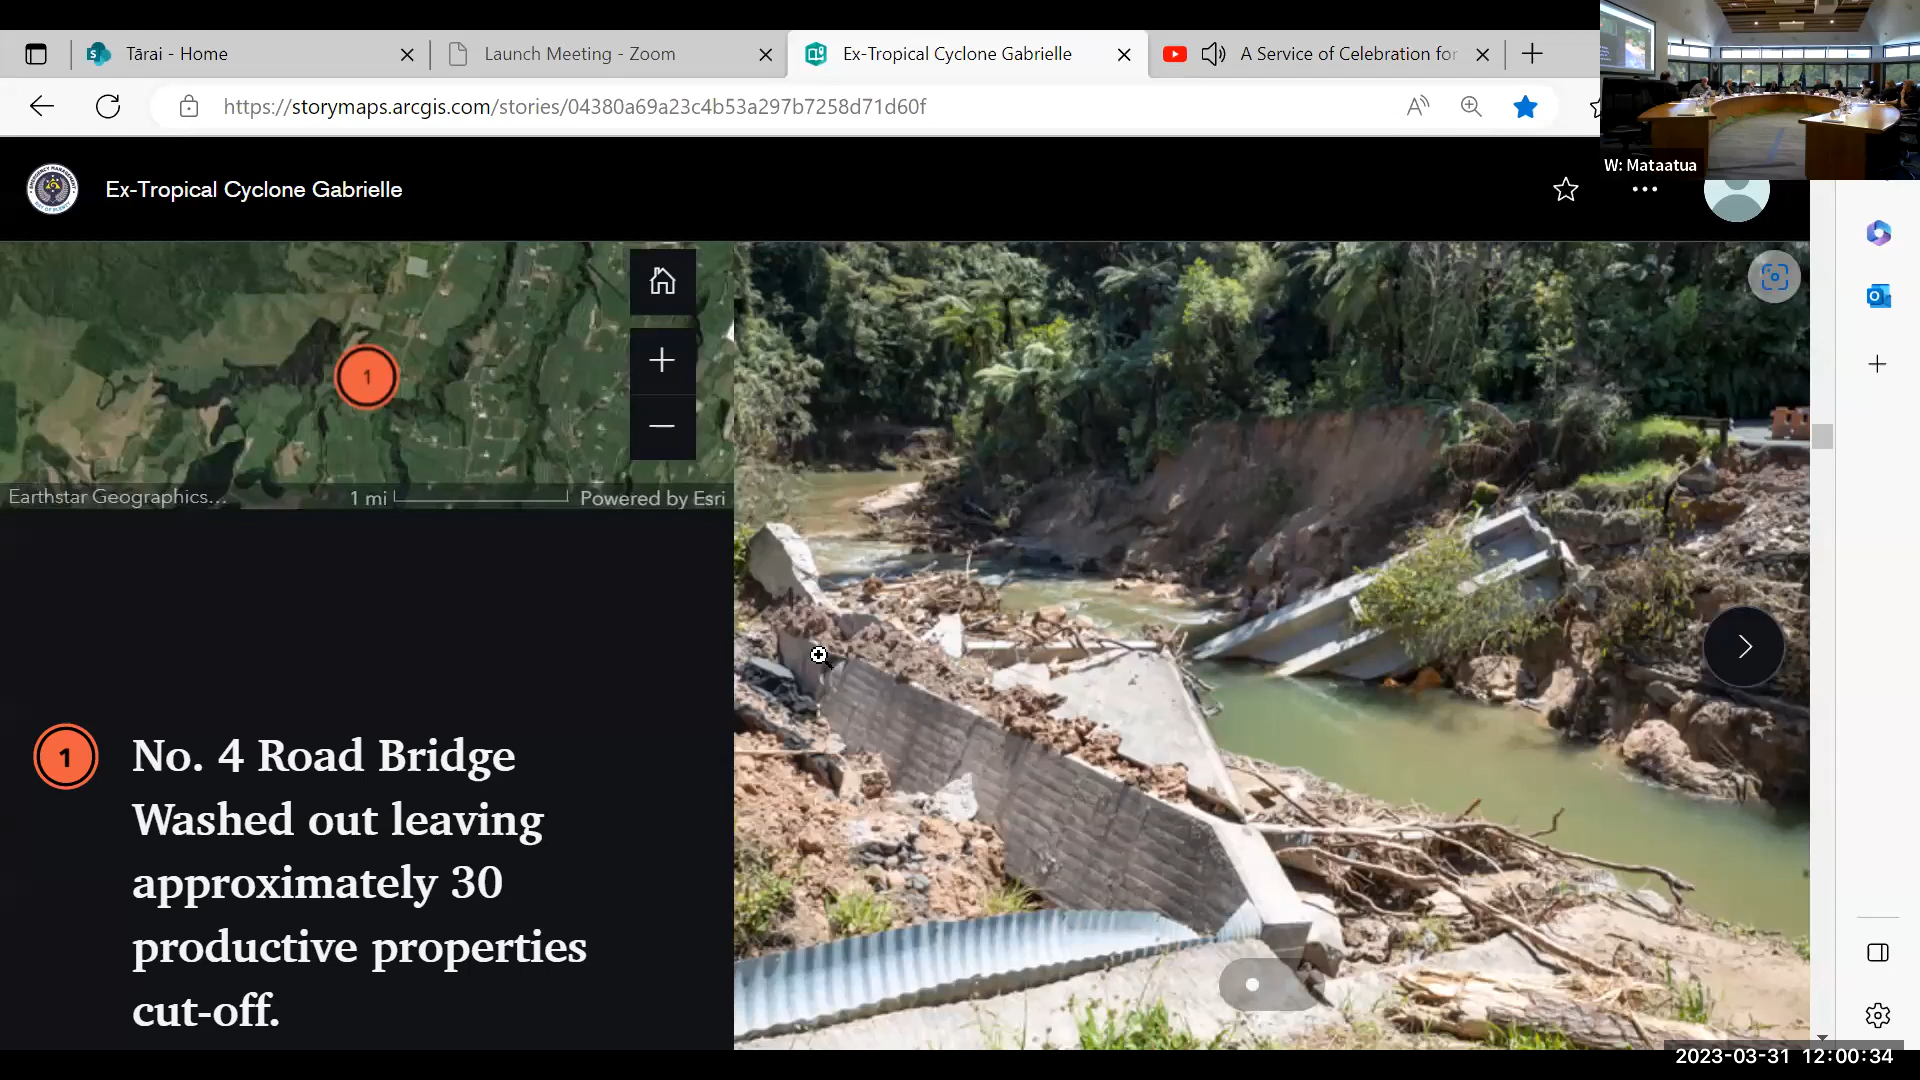 Tārai - Home
Launch Meeting - Zoom
Ex-Tropical Cyclone Gabrielle
A Service of Celebration for
https://storymaps.arcgis.com/stories/04380a69a23c4b53a297b7258d71d60f
W: Mataatua
Ex-Tropical Cyclone Gabrielle
1
Earthstar Geographics...
1 mi
Powered by Esri
1
No. 4 Road Bridge
Washed out leaving
approximately 30
productive properties
cut-off.
2023-03-31 12:00:34